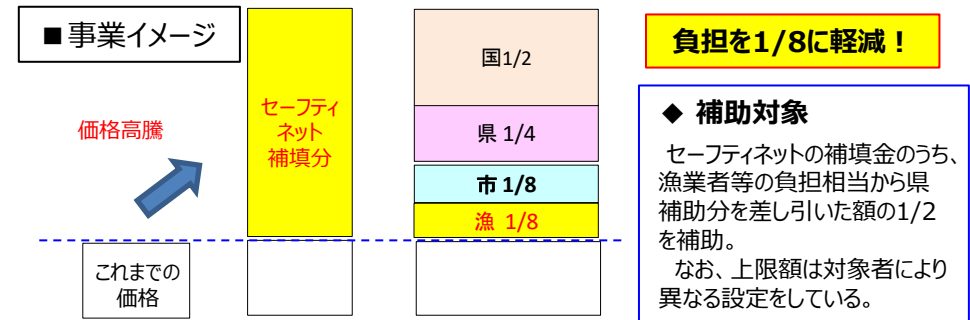 ■事業イメージ
価格高騰
これまでの
価格
セーフティ
ネット
補填分
国1/2
県 1/4
市 1/8
漁 1/8
負担を1/8に軽減！
◆ 補助対象
セーフティネットの補填金のうち、
漁業者等の負担相当から県
補助分を差し引いた額の1/2
を補助。
なお、上限額は対象者により
異なる設定をしている。